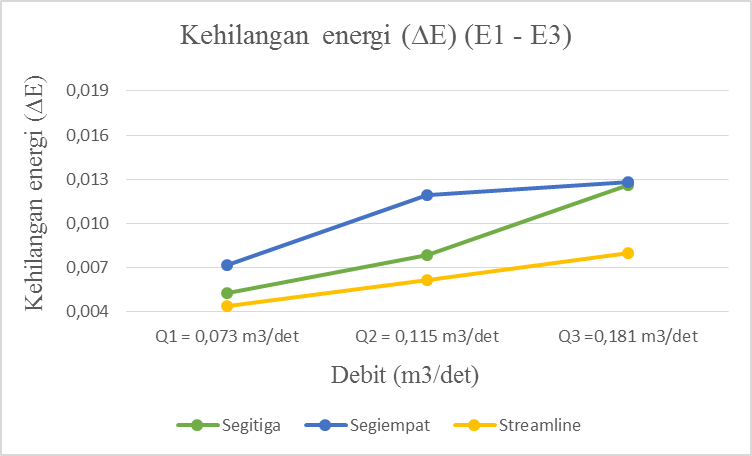 Kehilangan energi (∆E) (E1 - E3)
Kehilangan energi (∆E)
0,019
0,016
0,013
0,010
0,007
0,004
Q1 = 0,073 m3/det Q2 = 0,115 m3/det Q3 =0,181 m3/det
Debit (m3/det)
Segitiga Segiempat Streamline